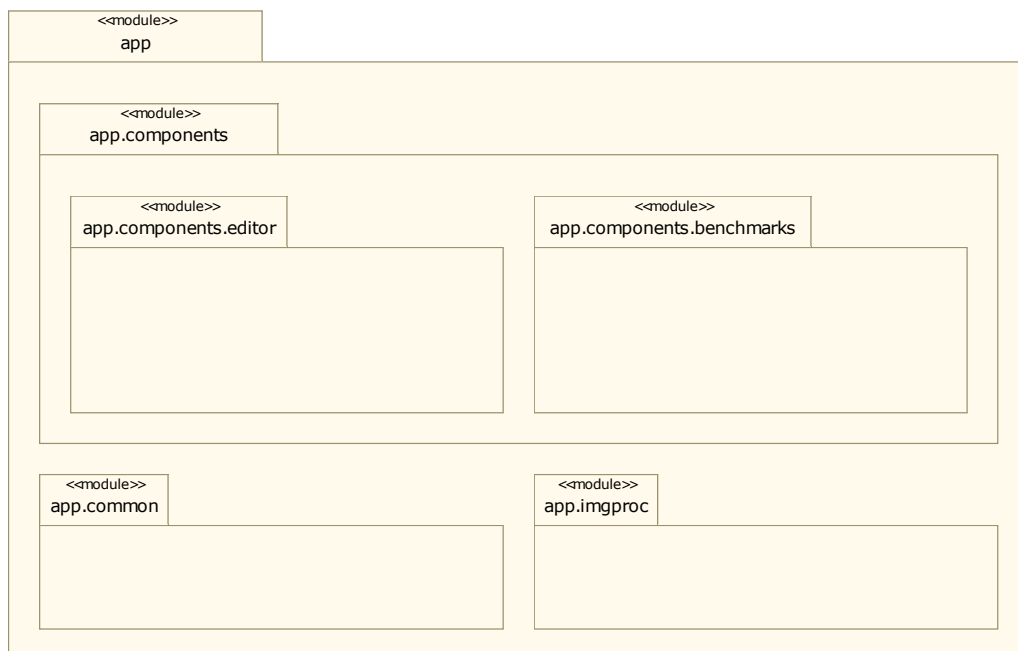 <<module>>
app
<<module>>
app.components
<<module>>
app.components.editor
<<module>>
app.components.benchmarks
<<module>>
app.common
<<module>>
app.imgproc